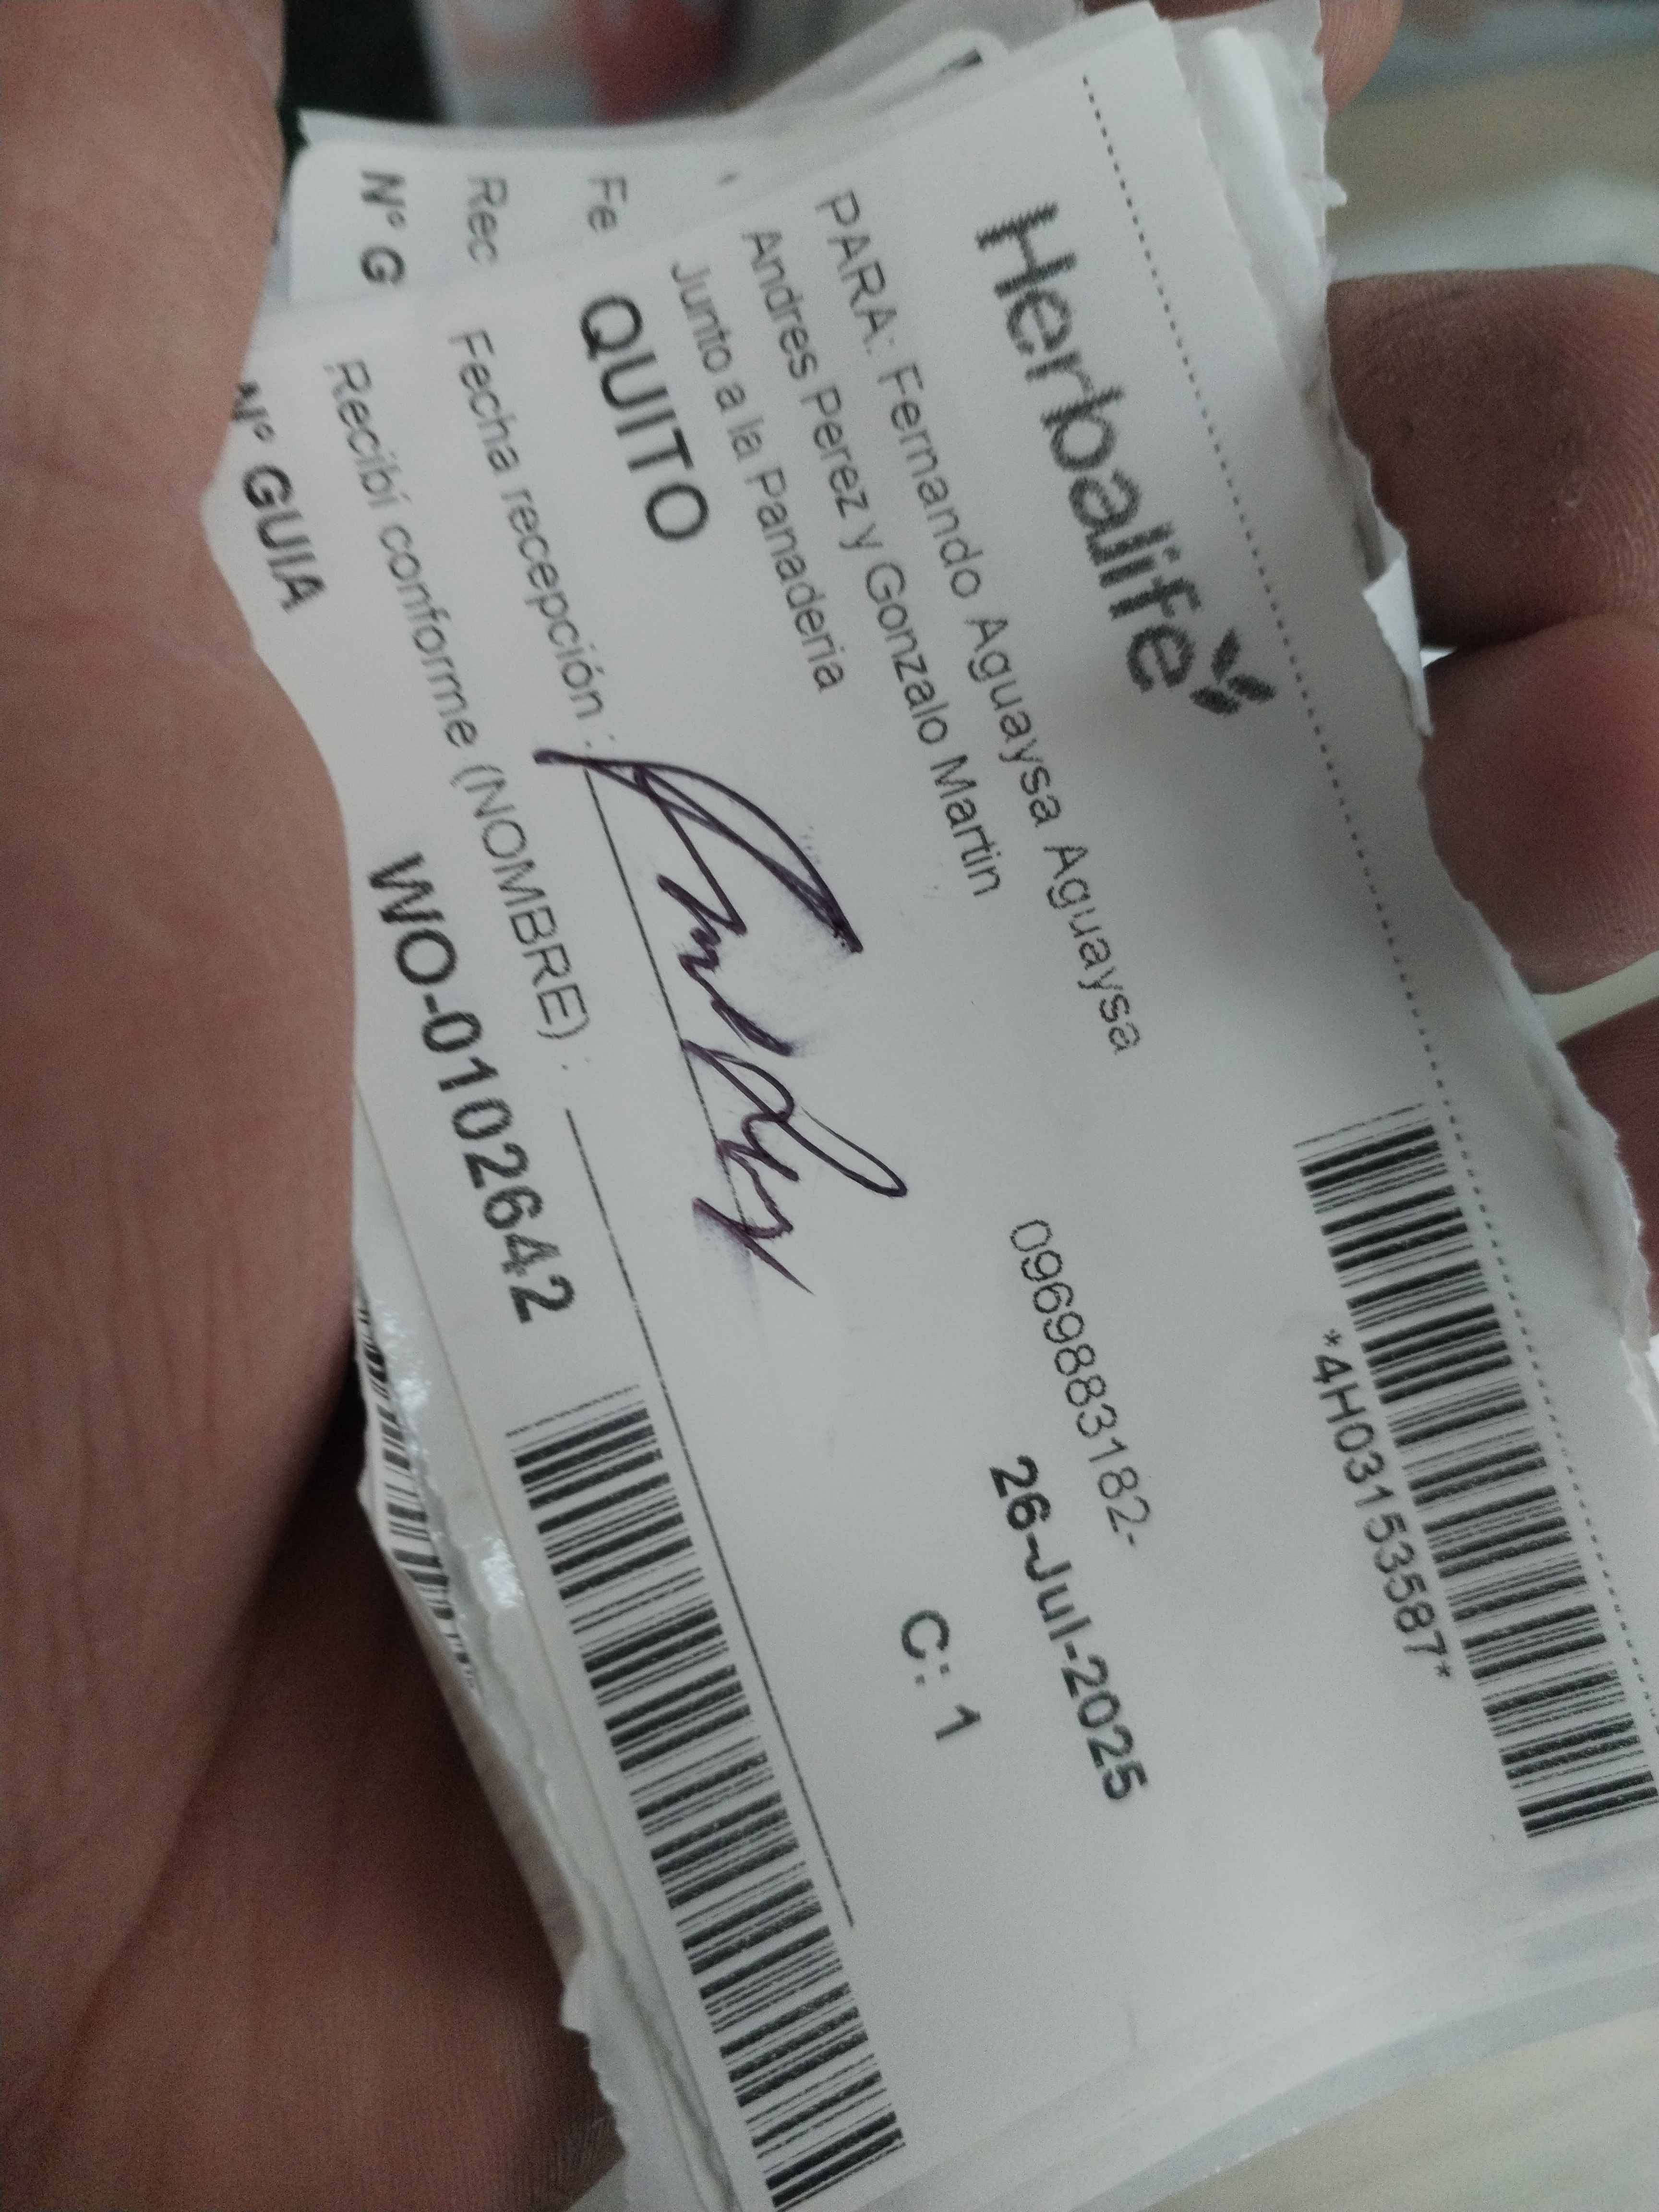 Herbalife
*4H03153587*
PARA: Fernando Aguaysa Aguaysa
0969883182-
Andres Perez y Gonzalo Martin
26-Jul-2025
Junto a la Panaderia
QUITO
C: 1
Fecha recepción :
Recibí conforme (NOMBRE) :
N° GUIA
WO-0102642
Fe
Rec
N° G